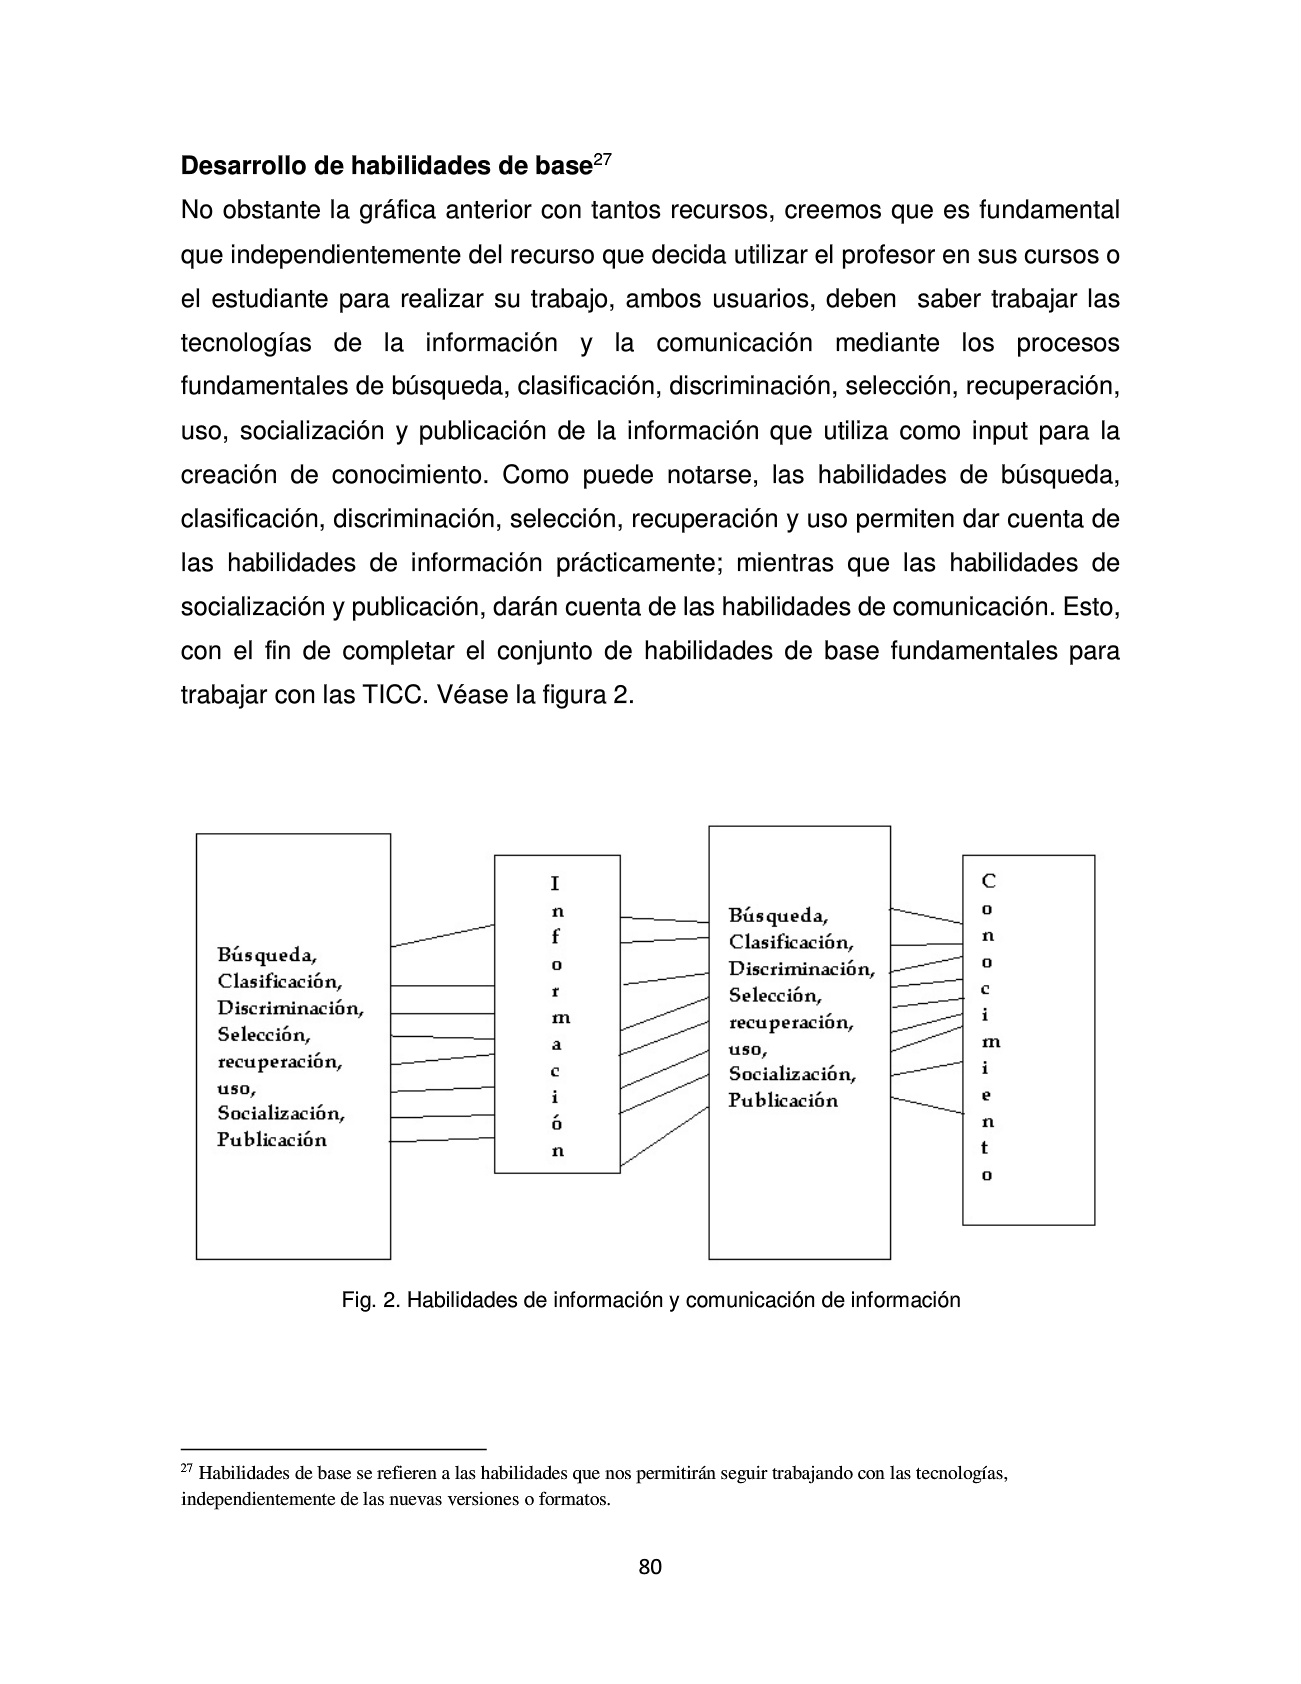 Desarrollo de habilidades de base27
No obstante la gráfica anterior con tantos recursos, creemos que es fundamental
que independientemente del recurso que decida utilizar el profesor en sus cursos o
el estudiante para realizar su trabajo, ambos usuarios, deben  saber trabajar las
tecnologías de la información y la comunicación mediante los procesos
fundamentales de búsqueda, clasificación, discriminación, selección, recuperación,
uso, socialización y publicación de la información que utiliza como input para la
creación de conocimiento. Como puede notarse, las habilidades de búsqueda,
clasificación, discriminación, selección, recuperación y uso permiten dar cuenta de
las habilidades de información prácticamente; mientras que las habilidades de
socialización y publicación, darán cuenta de las habilidades de comunicación. Esto,
con el fin de completar el conjunto de habilidades de base fundamentales para
trabajar con las TICC. Véase la figura 2.
Búsqueda,
Clasificación,
Discriminación,
Selección,
recuperación,
uso,
Socialización,
Publicación
I
n
f
o
r
m
a
c
i
ó
n
Búsqueda,
Clasificación,
Discriminación,
Selección,
recuperación,
uso,
Socialización,
Publicación
C
o
n
o
c
i
m
i
e
n
t
o
Fig. 2. Habilidades de información y comunicación de información
27 Habilidades de base se refieren a las habilidades que nos permitirán seguir trabajando con las tecnologías,
independientemente de las nuevas versiones o formatos.
80